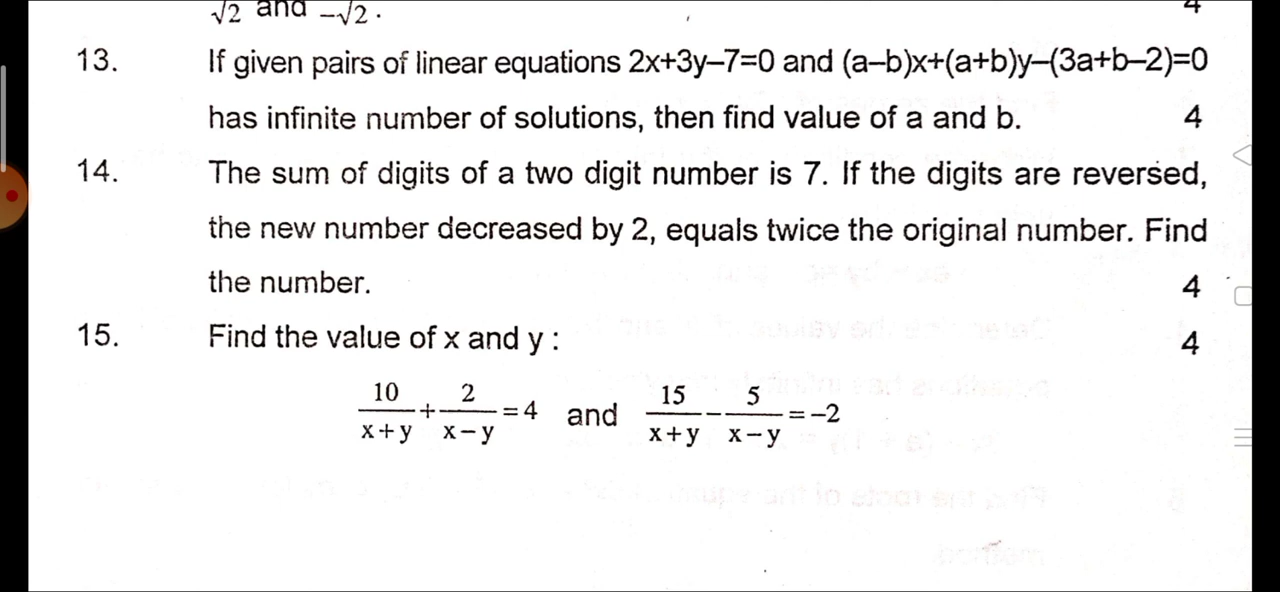 √2 and –√2 .
4
13. If given pairs of linear equations 2x+3y–7=0 and (a–b)x+(a+b)y–(3a+b–2)=0
has infinite number of solutions, then find value of a and b. 4
14. The sum of digits of a two digit number is 7. If the digits are reversed,
the new number decreased by 2, equals twice the original number. Find
the number. 4
15. Find the value of x and y : 4
10/(x+y) + 2/(x–y) = 4 and 15/(x+y) – 5/(x–y) = –2